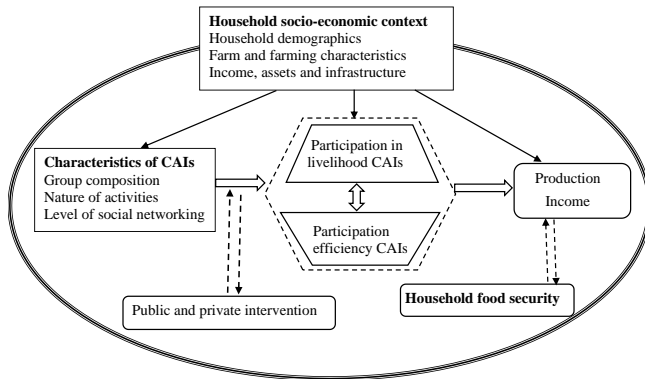 Household socio-economic context
Household demographics
Farm and farming characteristics
Income, assets and infrastructure
Characteristics of CAIs
Group composition
Nature of activities
Level of social networking
Participation in
livelihood CAIs
Participation
efficiency CAIs
Production
Income
Public and private intervention
Household food security